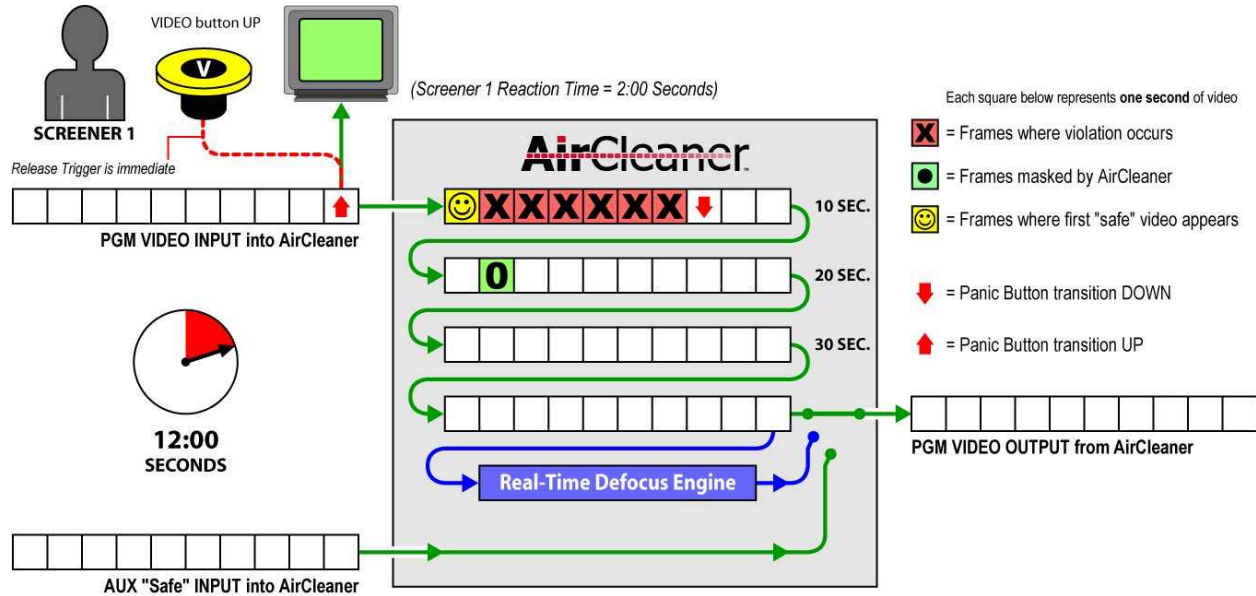 VIDEO button UP
V
(Screener 1 Reaction Time = 2:00 Seconds)
SCREENER 1
Release Trigger is immediate
PGM VIDEO INPUT into AirCleaner
AirCleaner™
X X X X X X
10 SEC.
0
20 SEC.
30 SEC.
Real-Time Defocus Engine
12:00
SECONDS
AUX "Safe" INPUT into AirCleaner
Each square below represents one second of video
X = Frames where violation occurs
= Frames masked by AirCleaner
= Frames where first "safe" video appears
= Panic Button transition DOWN
= Panic Button transition UP
PGM VIDEO OUTPUT from AirCleaner